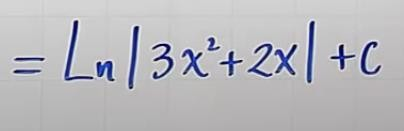 = Ln|3x²+2x|+C